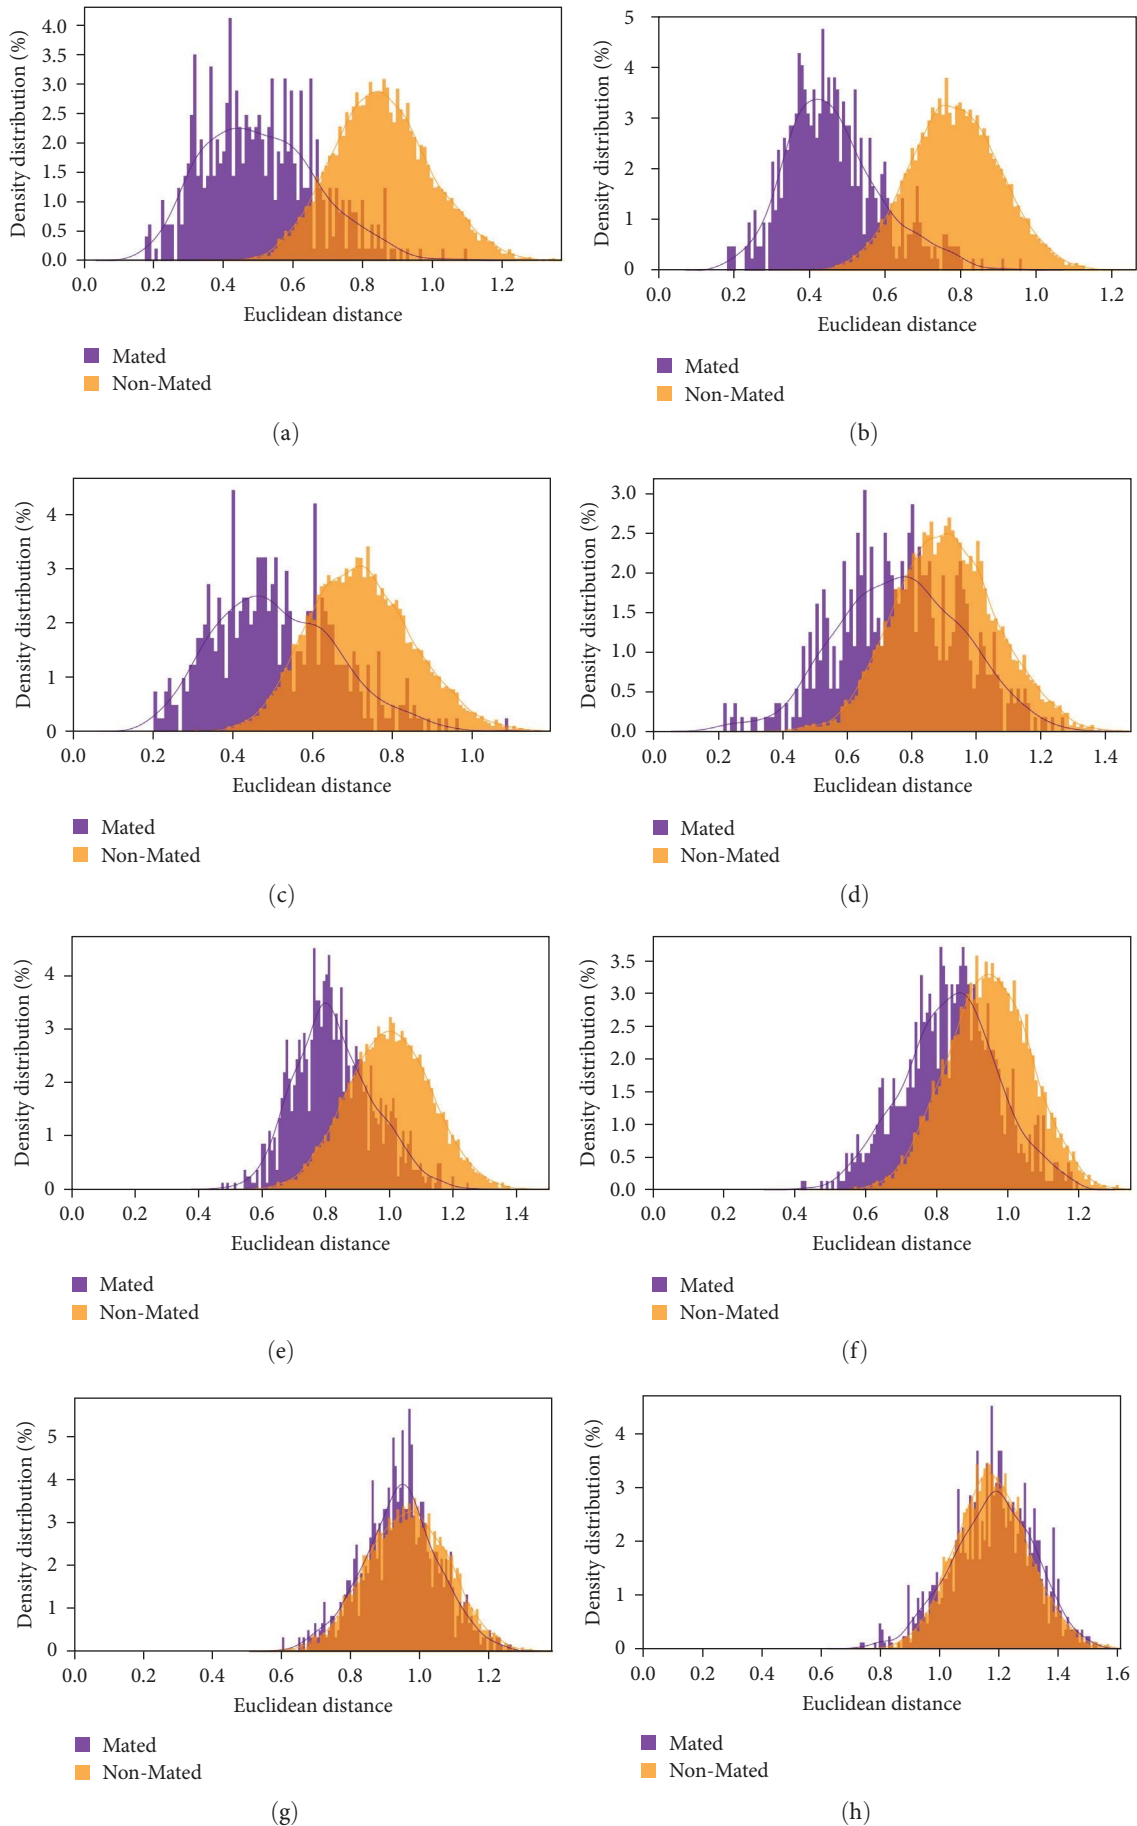 Density distribution (%)
4.0
3.5
3.0
2.5
2.0
1.5
1.0
0.5
0.0
0.0 0.2 0.4 0.6 0.8 1.0 1.2
Euclidean distance
Mated
Non-Mated
(a)
Density distribution (%)
5
4
3
2
1
0
0.0 0.2 0.4 0.6 0.8 1.0 1.2
Euclidean distance
Mated
Non-Mated
(b)
Density distribution (%)
4
3
2
1
0
0.0 0.2 0.4 0.6 0.8 1.0
Euclidean distance
Mated
Non-Mated
(c)
Density distribution (%)
3.0
2.5
2.0
1.5
1.0
0.5
0.0
0.0 0.2 0.4 0.6 0.8 1.0 1.2 1.4
Euclidean distance
Mated
Non-Mated
(d)
Density distribution (%)
4
3
2
1
0
0.0 0.2 0.4 0.6 0.8 1.0 1.2 1.4
Euclidean distance
Mated
Non-Mated
(e)
Density distribution (%)
3.5
3.0
2.5
2.0
1.5
1.0
0.5
0.0
0.0 0.2 0.4 0.6 0.8 1.0 1.2
Euclidean distance
Mated
Non-Mated
(f)
Density distribution (%)
5
4
3
2
1
0
0.0 0.2 0.4 0.6 0.8 1.0 1.2
Euclidean distance
Mated
Non-Mated
(g)
Density distribution (%)
4
3
2
1
0
0.0 0.2 0.4 0.6 0.8 1.0 1.2 1.4 1.6
Euclidean distance
Mated
Non-Mated
(h)